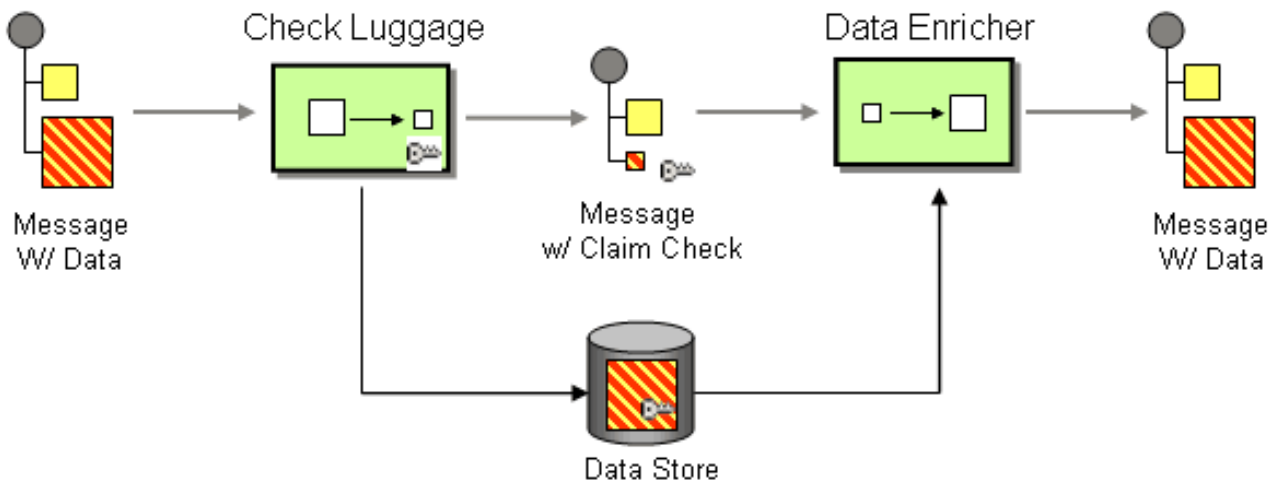 Check Luggage
Data Enricher
Message
W/ Data
Message
w/ Claim Check
Message
W/ Data
Data Store